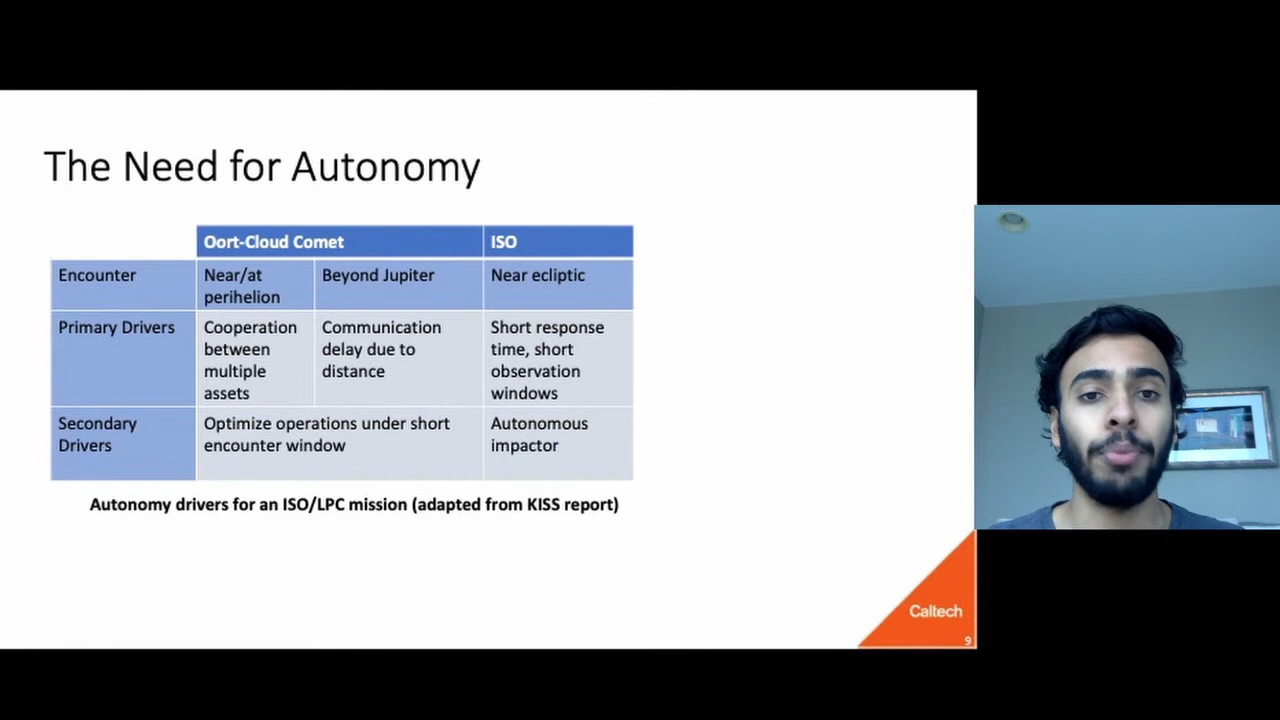 The Need for Autonomy
Oort-Cloud Comet
ISO
Encounter
Near/at
perihelion
Beyond Jupiter
Near ecliptic
Primary Drivers
Cooperation
between
multiple
assets
Communication
delay due to
distance
Short response
time, short
observation
windows
Secondary
Drivers
Optimize operations under short
encounter window
Autonomous
impactor
Autonomy drivers for an ISO/LPC mission (adapted from KISS report)
Caltech
9